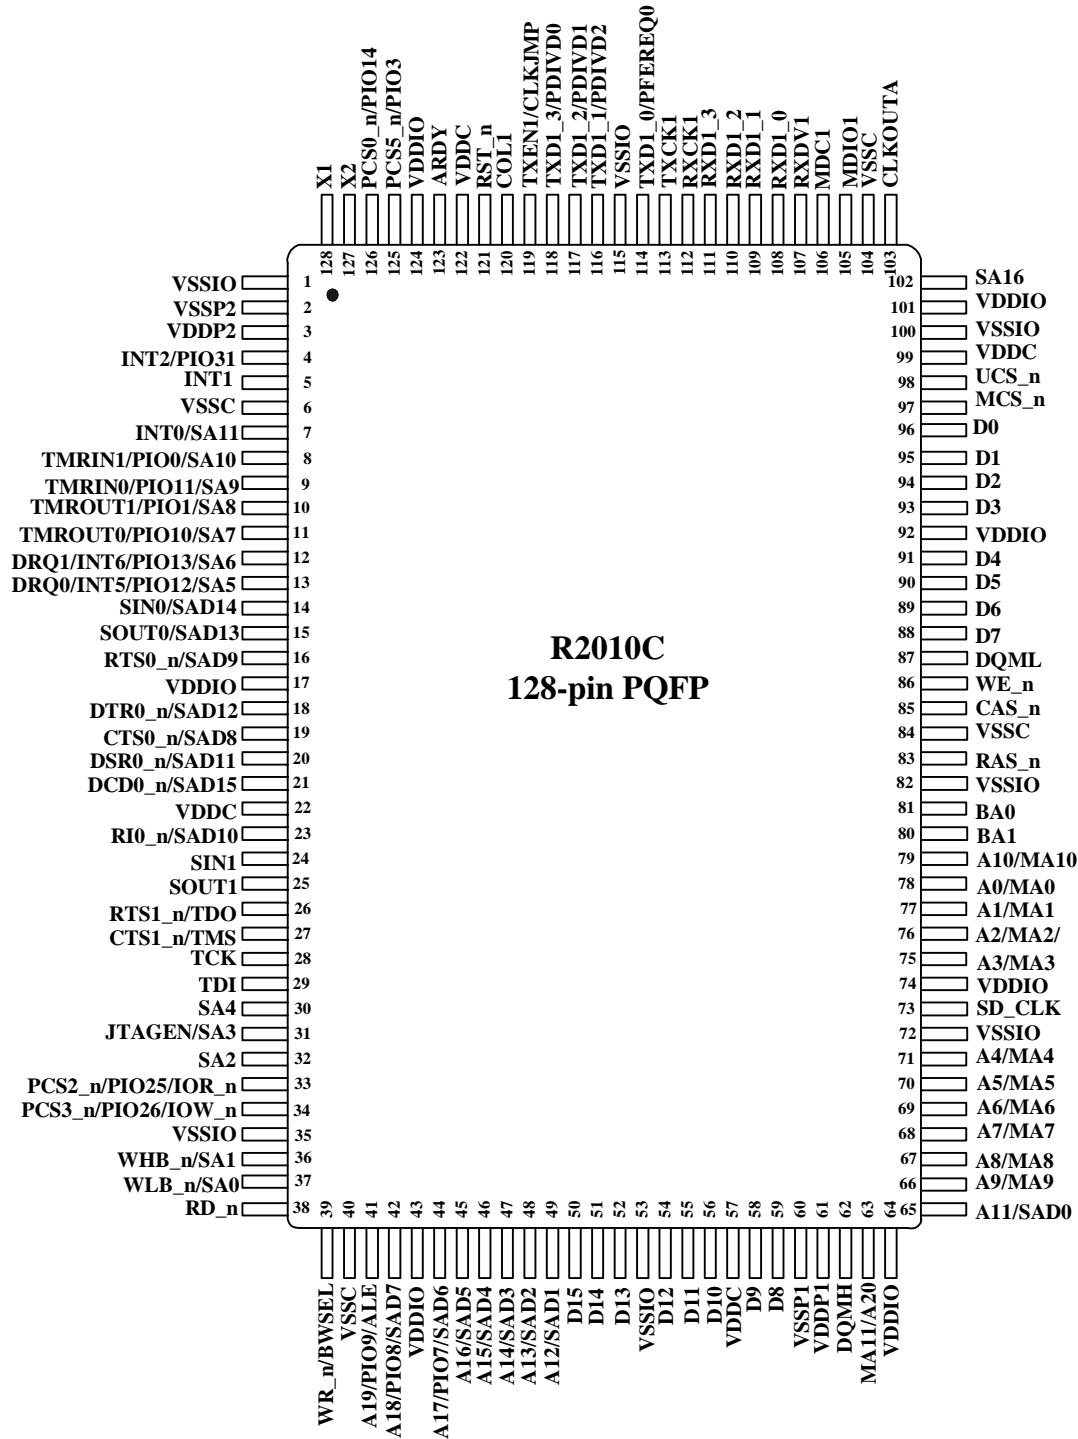 X1
X2
PCS0_n/PIO14
PCS5_n/PIO3
VDDIO
ARDY
VDDC
RST_n
COL1
TXEN1/CLKJMP
TXD1_3/PDIVD0
TXD1_2/PDIVD1
TXD1_1/PDIVD2
VSSIO
TXD1_0/PFEREQ0
TXCK1
RXCK1
RXD1_3
RXD1_2
RXD1_1
RXD1_0
RXDV1
MDC1
MDIO1
VSSC
CLKOUTA
128
127
126
125
124
123
122
121
120
119
118
117
116
115
114
113
112
111
110
109
108
107
106
105
104
103
VSSIO 1
VSSP2 2
VDDP2 3
INT2/PIO31 4
INT1 5
VSSC 6
INT0/SA11 7
TMRIN1/PIO0/SA10 8
TMRIN0/PIO11/SA9 9
TMROUT1/PIO1/SA8 10
TMROUT0/PIO10/SA7 11
DRQ1/INT6/PIO13/SA6 12
DRQ0/INT5/PIO12/SA5 13
SIN0/SAD14 14
SOUT0/SAD13 15
RTS0_n/SAD9 16
VDDIO 17
DTR0_n/SAD12 18
CTS0_n/SAD8 19
DSR0_n/SAD11 20
DCD0_n/SAD15 21
VDDC 22
RI0_n/SAD10 23
SIN1 24
SOUT1 25
RTS1_n/TDO 26
CTS1_n/TMS 27
TCK 28
TDI 29
SA4 30
JTAGEN/SA3 31
SA2 32
PCS2_n/PIO25/IOR_n 33
PCS3_n/PIO26/IOW_n 34
VSSIO 35
WHB_n/SA1 36
WLB_n/SA0 37
RD_n 38
R2010C
128-pin PQFP
102 SA16
101 VDDIO
100 VSSIO
99 VDDC
98 UCS_n
97 MCS_n
96 D0
95 D1
94 D2
93 D3
92 VDDIO
91 D4
90 D5
89 D6
88 D7
87 DQML
86 WE_n
85 CAS_n
84 VSSC
83 RAS_n
82 VSSIO
81 BA0
80 BA1
79 A10/MA10
78 A0/MA0
77 A1/MA1
76 A2/MA2/
75 A3/MA3
74 VDDIO
73 SD_CLK
72 VSSIO
71 A4/MA4
70 A5/MA5
69 A6/MA6
68 A7/MA7
67 A8/MA8
66 A9/MA9
65 A11/SAD0
39
40
41
42
43
44
45
46
47
48
49
50
51
52
53
54
55
56
57
58
59
60
61
62
63
64
WR_n/BWSEL
VSSC
A19/PIO9/ALE
A18/PIO8/SAD7
VDDIO
A17/PIO7/SAD6
A16/SAD5
A15/SAD4
A14/SAD3
A13/SAD2
A12/SAD1
D15
D14
D13
VSSIO
D12
D11
D10
VDDC
D9
D8
VSSP1
VDDP1
DQMH
MA11/A20
VDDIO